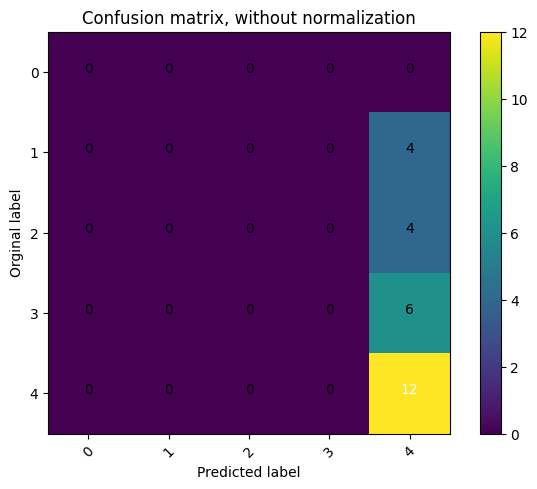 Confusion matrix, without normalization
0 0 0 0 0 0
1 0 0 0 0 4
2 0 0 0 0 4
3 0 0 0 0 6
4 0 0 0 0 12
0 1 2 3 4
Predicted label
Orginal label
12
10
8
6
4
2
0